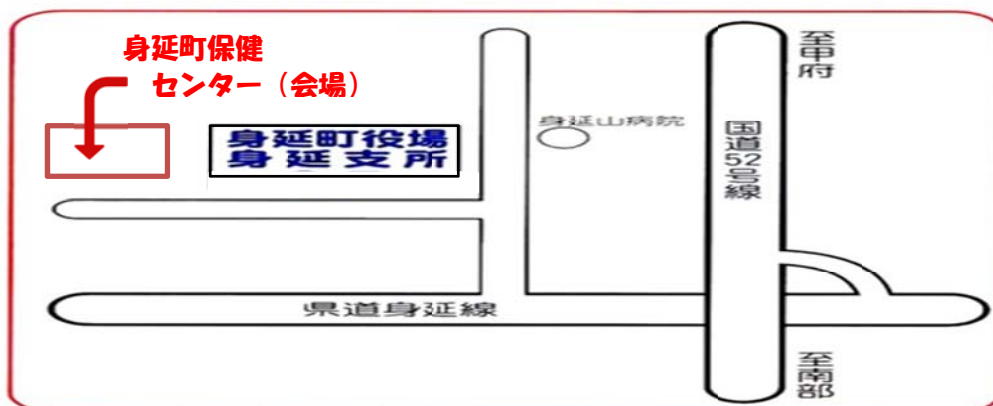 身延町保健
センター（会場）
身延町役場
身延支所
身延山病院
至甲府
国道52号線
県道身延線
至南部